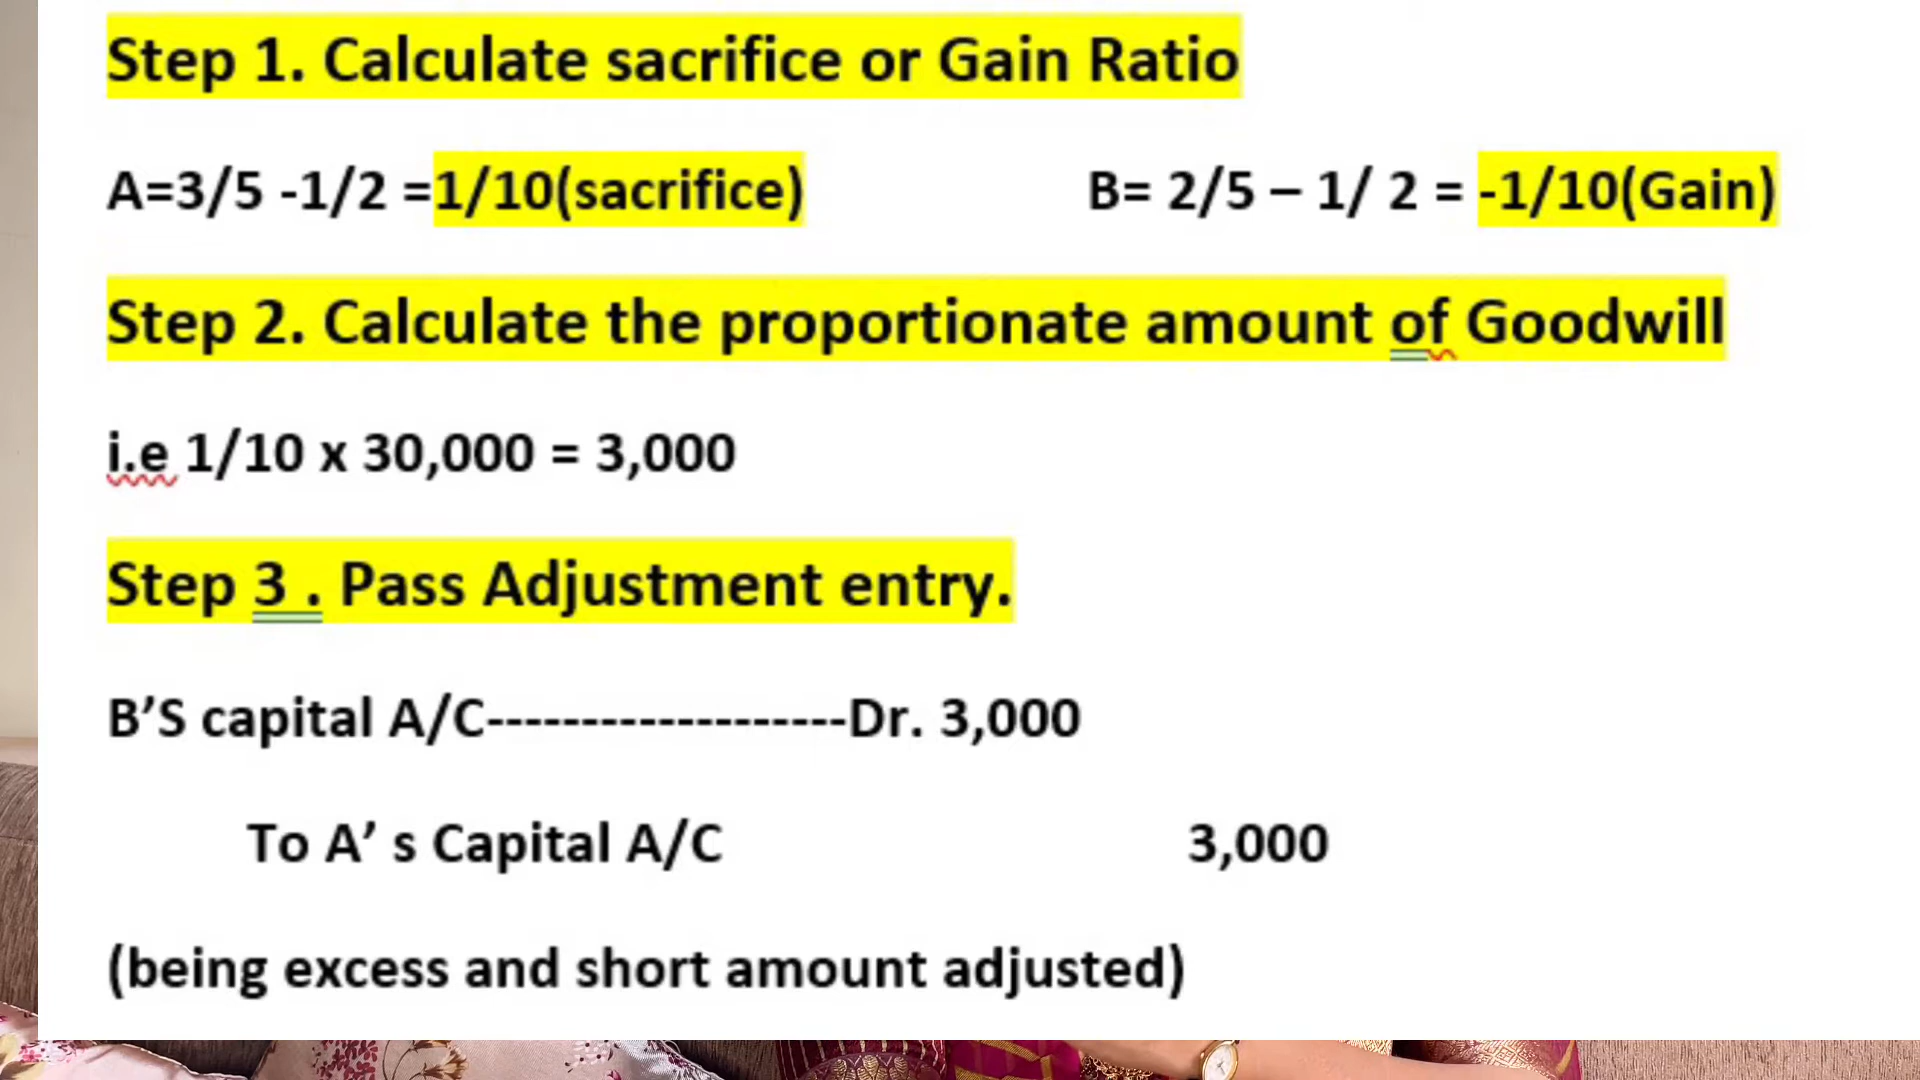 Step 1. Calculate sacrifice or Gain Ratio
A=3/5 -1/2 =1/10(sacrifice) B= 2/5 – 1/ 2 = -1/10(Gain)
Step 2. Calculate the proportionate amount of Goodwill
i.e 1/10 x 30,000 = 3,000
Step 3 . Pass Adjustment entry.
B’S capital A/C-------------------Dr. 3,000
To A’ s Capital A/C 3,000
(being excess and short amount adjusted)